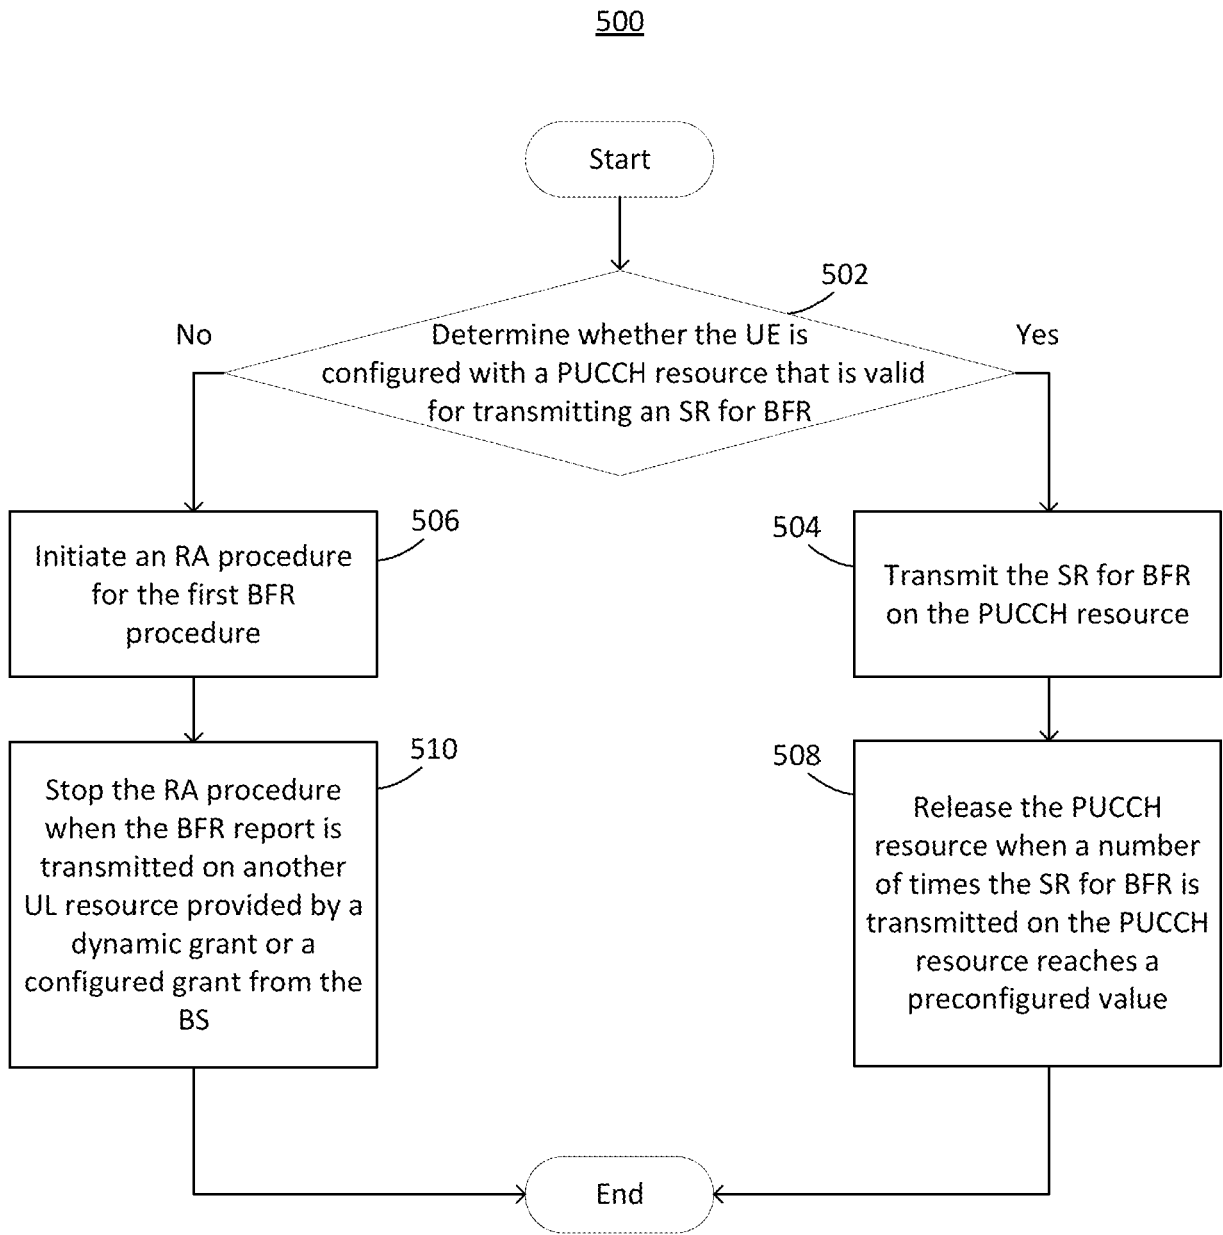 500
Start
502
Determine whether the UE is
configured with a PUCCH resource that is valid
for transmitting an SR for BFR
No
Yes
506
Initiate an RA procedure
for the first BFR
procedure
504
Transmit the SR for BFR
on the PUCCH resource
510
Stop the RA procedure
when the BFR report is
transmitted on another
UL resource provided by a
dynamic grant or a
configured grant from the
BS
508
Release the PUCCH
resource when a number
of times the SR for BFR is
transmitted on the PUCCH
resource reaches a
preconfigured value
End